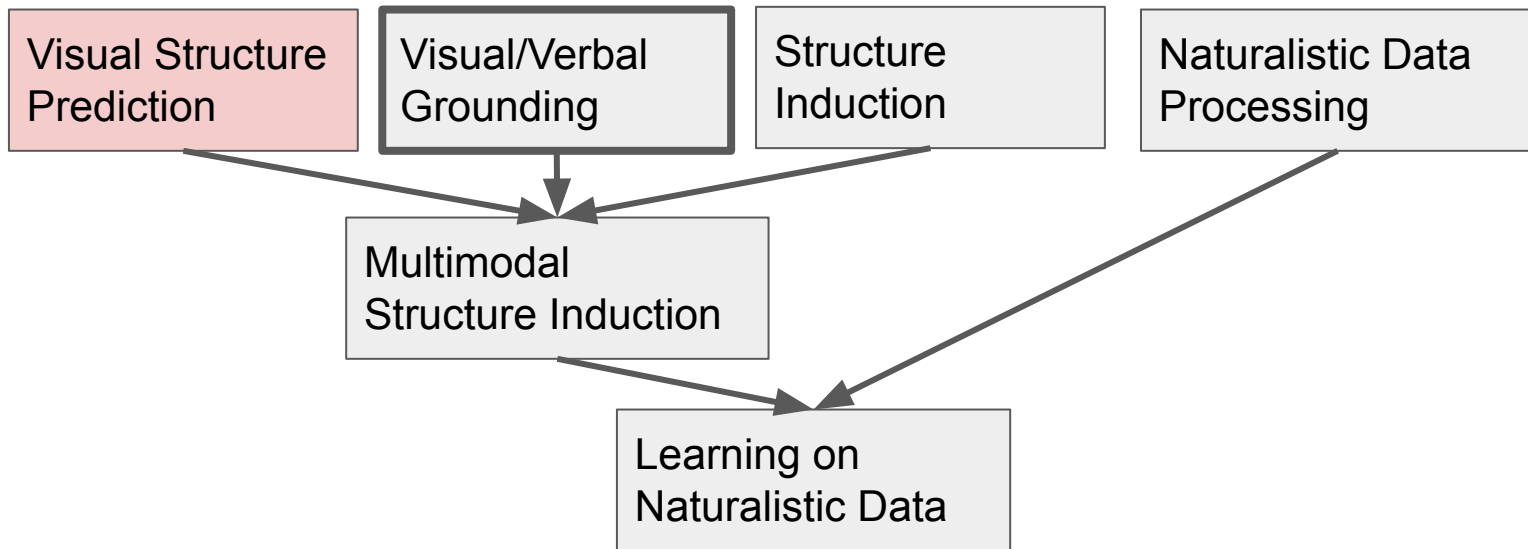 Visual Structure
Prediction
Visual/Verbal
Grounding
Structure
Induction
Naturalistic Data
Processing
Multimodal
Structure Induction
Learning on
Naturalistic Data